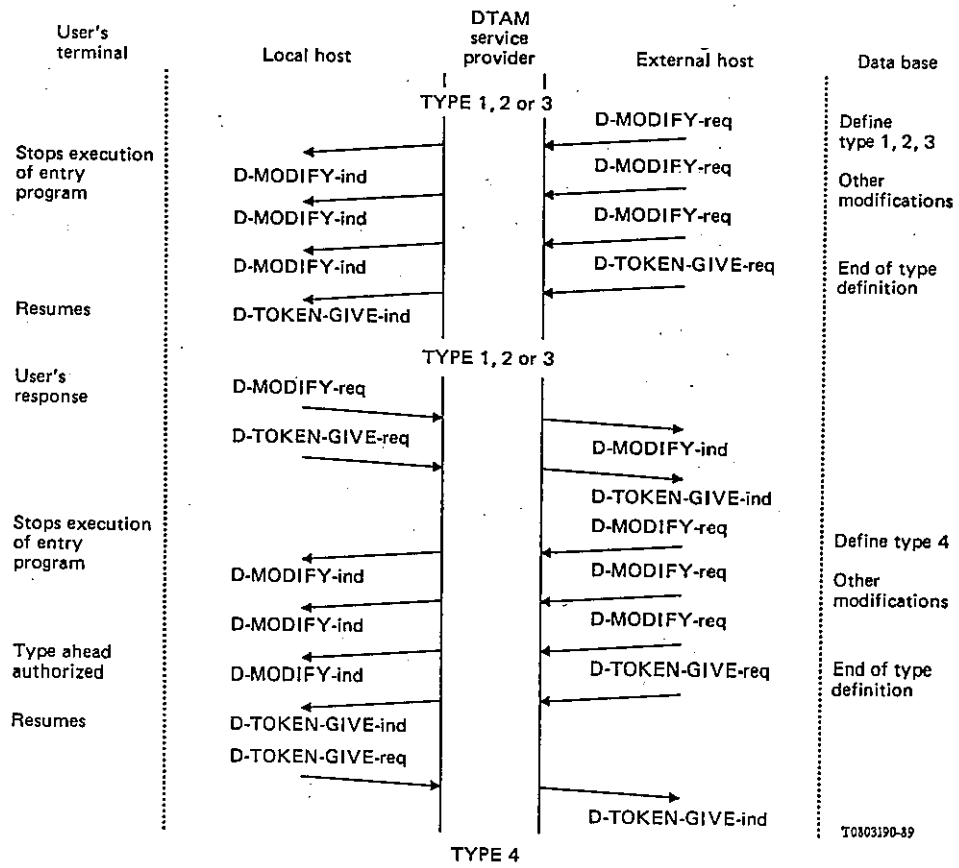 User's
terminal
Local host
DTAM
service
provider
External host
Data base
TYPE 1, 2 or 3
D-MODIFY-req
Define
type 1, 2, 3
Stops execution
of entry
program
D-MODIFY-ind
D-MODIFY-req
Other
modifications
D-MODIFY-ind
D-MODIFY-req
D-MODIFY-ind
D-TOKEN-GIVE-req
End of type
definition
Resumes
D-TOKEN-GIVE-ind
TYPE 1, 2 or 3
User's
response
D-MODIFY-req
D-TOKEN-GIVE-req
D-MODIFY-ind
D-TOKEN-GIVE-ind
Stops execution
of entry
program
D-MODIFY-req
Define type 4
D-MODIFY-ind
D-MODIFY-req
Other
modifications
D-MODIFY-ind
D-MODIFY-req
Type ahead
authorized
D-MODIFY-ind
D-TOKEN-GIVE-req
End of type
definition
Resumes
D-TOKEN-GIVE-ind
D-TOKEN-GIVE-req
D-TOKEN-GIVE-ind
T0803190-89
TYPE 4